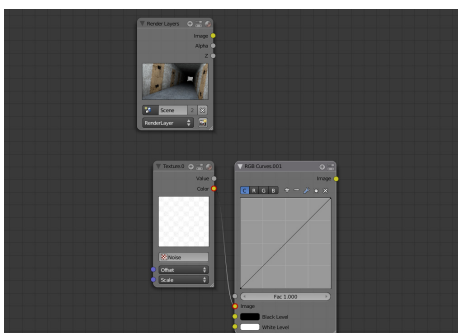 Render Layers
Image
Alpha
Z
Scene
RenderLayer
Texture.0
Value
Color
Noise
Offset
Scale
RGB Curves.001
Image
C R G B
Fac 1.000
Image
Black Level
White Level